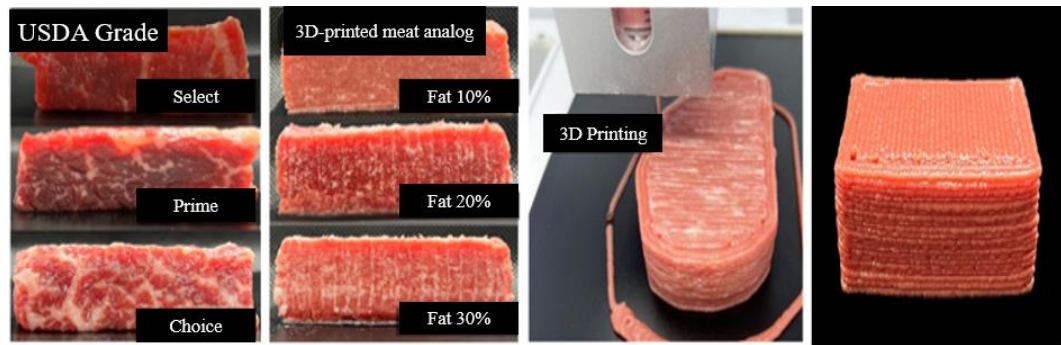 USDA Grade
Select
Prime
Choice
3D-printed meat analog
Fat 10%
Fat 20%
Fat 30%
3D Printing